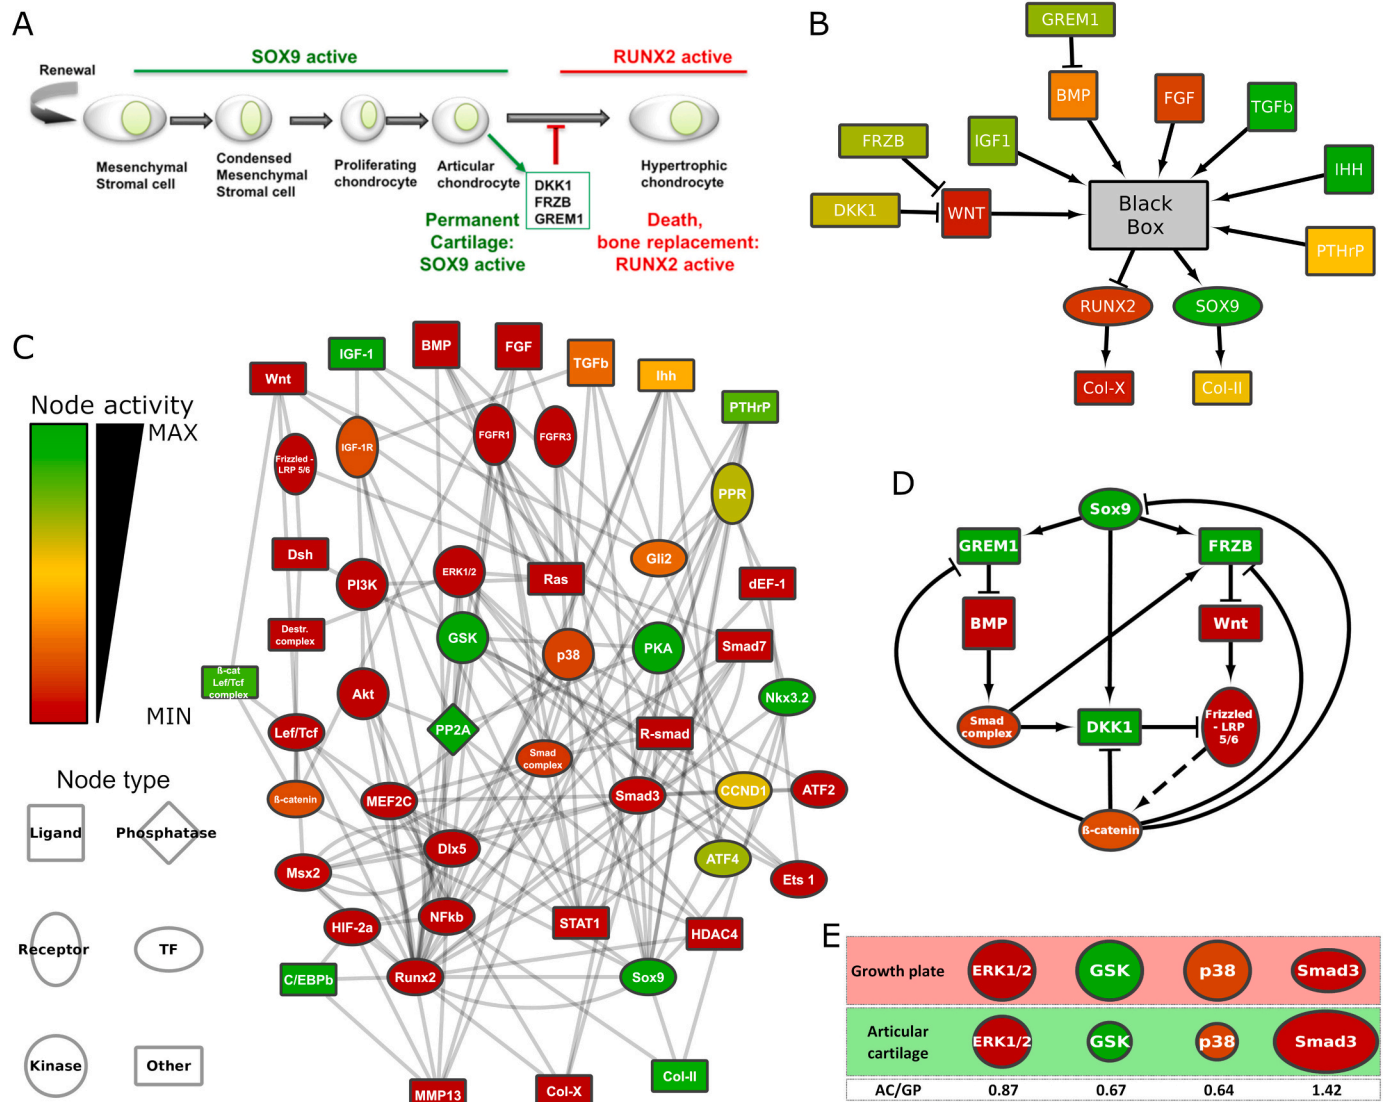 A
SOX9 active
RUNX2 active
Renewal
Mesenchymal
Stromal cell
Condensed
Mesenchymal
Stromal cell
Proliferating
chondrocyte
Articular
chondrocyte
Hypertrophic
chondrocyte
DKK1
FRZB
GREM1
Permanent
Cartilage:
SOX9 active
Death,
bone replacement:
RUNX2 active
B
GREM1
BMP
FGF
TGFb
FRZB
IGF1
IHH
DKK1
WNT
Black
Box
PTHrP
RUNX2
SOX9
Col-X
Col-II
C
Node activity
MAX
MIN
Node type
Ligand
Phosphatase
Receptor
TF
Kinase
Other
Wnt
IGF-1
BMP
FGF
TGFb
Ihh
PTHrP
Frizzled -
LRP 5/6
IGF-1R
FGFR1
FGFR3
PPR
Dsh
PI3K
ERK1/2
Ras
Gli2
dEF-1
Destr.
complex
GSK
p38
PKA
Smad7
ß-cat
Lef/Tcf
complex
Akt
Nkx3.2
Lef/Tcf
PP2A
R-smad
Smad
complex
ß-catenin
MEF2C
Smad3
CCND1
ATF2
Dlx5
ATF4
Msx2
Ets 1
HIF-2a
NFkb
STAT1
HDAC4
C/EBPb
Runx2
Sox9
MMP13
Col-X
Col-II
D
Sox9
GREM1
FRZB
BMP
Wnt
Smad
complex
DKK1
Frizzled
- LRP
5/6
ß-catenin
E
Growth plate
ERK1/2
GSK
p38
Smad3
Articular
cartilage
ERK1/2
GSK
p38
Smad3
AC/GP
0.87
0.67
0.64
1.42